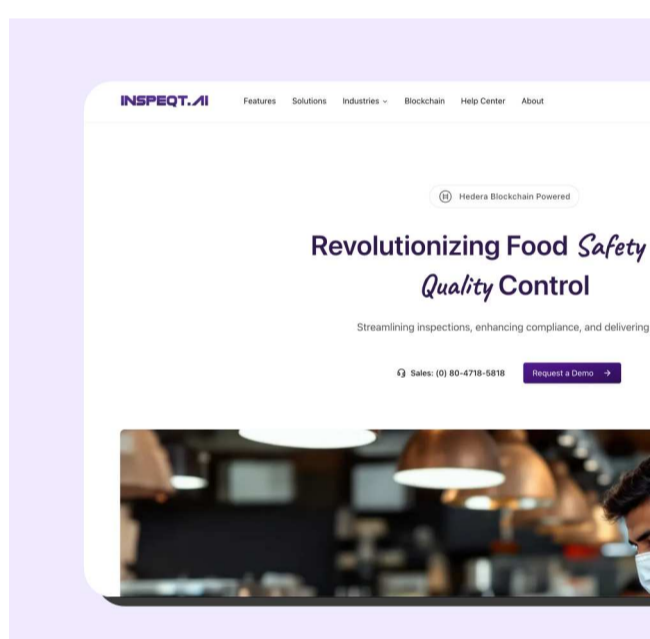 INSPEQT.AI Features Solutions Industries Blockchain Help Center About
Hedera Blockchain Powered
Revolutionizing Food Safety
Quality Control
Streamlining inspections, enhancing compliance, and delivering
Sales: (0) 80-4718-5818 Request a Demo →